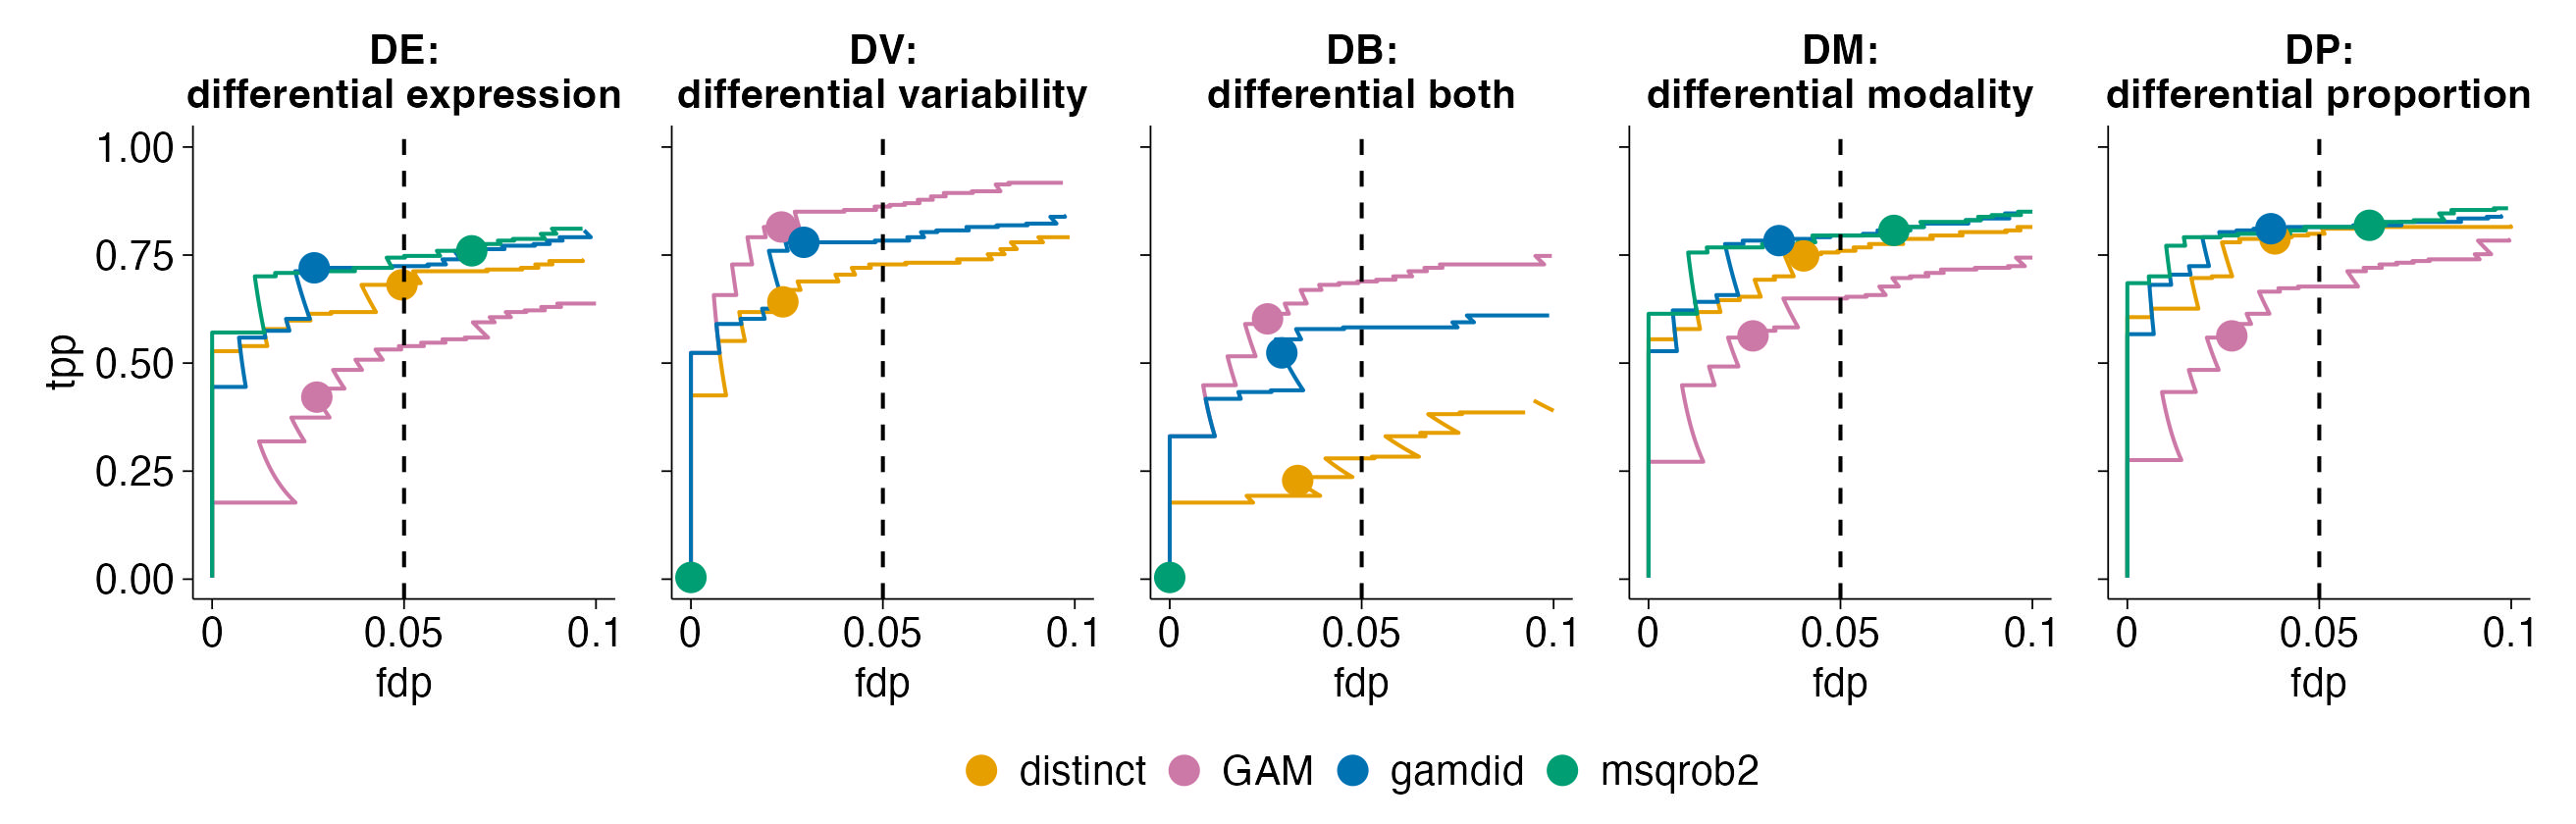 DE:
differential expression
DV:
differential variability
DB:
differential both
DM:
differential modality
DP:
differential proportion
tpp
1.00
0.75
0.50
0.25
0.00
0 0.05 0.1
0 0.05 0.1
0 0.05 0.1
0 0.05 0.1
0 0.05 0.1
fdp fdp fdp fdp fdp
distinct GAM gamdid msqrob2